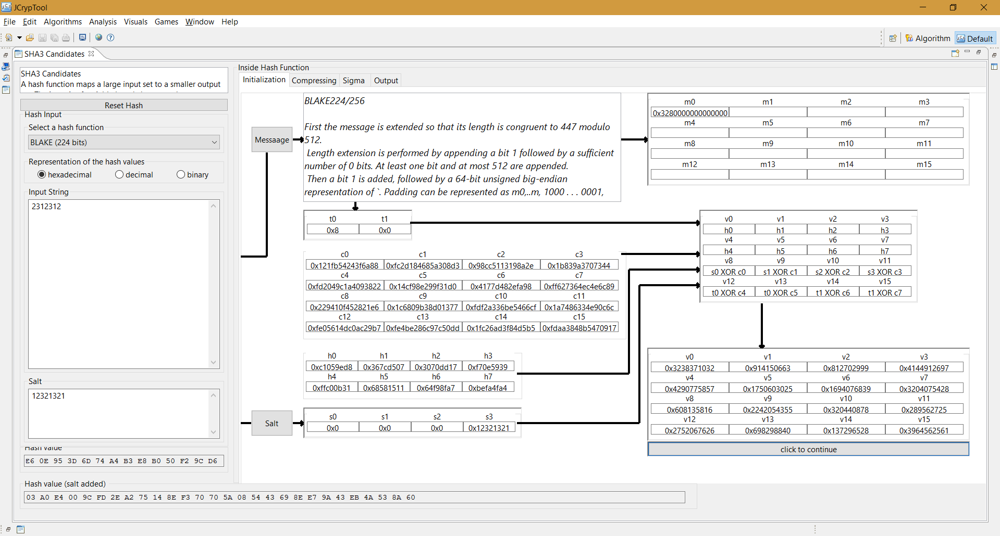 JCrypTool
File Edit Algorithms Analysis Visuals Games Window Help
Algorithm Default
SHA3 Candidates
SHA3 Candidates
A hash function maps a large input set to a smaller output
Reset Hash
Hash Input
Select a hash function
BLAKE (224 bits)
Representation of the hash values
hexadecimal decimal binary
Input String
2312312
Salt
12321321
Hash value
E6 0E 95 3D 6D 74 A4 B3 E8 B0 50 F2 9C D6
Hash value (salt added)
03 A0 E4 00 9C FD 2E A2 75 14 8E F3 70 70 5A 08 54 43 69 8E E7 9A 43 EB 4A 53 8A 60
Inside Hash Function
Initialization Compressing Sigma Output
Messaage
BLAKE224/256
First the message is extended so that its length is congruent to 447 modulo
512.
Length extension is performed by appending a bit 1 followed by a sufficient
number of 0 bits. At least one bit and at most 512 are appended.
Then a bit 1 is added, followed by a 64-bit unsigned big-endian
representation of `. Padding can be represented as m0,..m, 1000 . . . 0001,
m0 m1 m2 m3
0x3280000000000000
m4 m5 m6 m7
m8 m9 m10 m11
m12 m13 m14 m15
t0 t1
0x8 0x0
c0 c1 c2 c3
0x121fb54243f6a88 0xfc2d184685a308d3 0x98cc5113198a2e 0x1b839a3707344
c4 c5 c6 c7
0xfd2049c1a4093822 0x14cf98e299f31d0 0x4177d482efa98 0xff627364ec4e6c89
c8 c9 c10 c11
0x229410f452821e6 0x1c6809b38d01377 0xfdf2a336be5466cf 0x1a7486334e90c6c
c12 c13 c14 c15
0xfe05614dc0ac29b7 0xfe4be286c97c50dd 0x1fc26ad3f84d5b5 0xfdaa3848b5470917
h0 h1 h2 h3
0xc1059ed8 0x367cd507 0x3070dd17 0xf70e5939
h4 h5 h6 h7
0xffc00b31 0x68581511 0x64f98fa7 0xbefa4fa4
Salt
s0 s1 s2 s3
0x0 0x0 0x0 0x12321321
v0 v1 v2 v3
h0 h1 h2 h3
v4 v5 v6 v7
h4 h5 h6 h7
v8 v9 v10 v11
s0 XOR c0 s1 XOR c1 s2 XOR c2 s3 XOR c3
v12 v13 v14 v15
t0 XOR c4 t0 XOR c5 t1 XOR c6 t1 XOR c7
v0 v1 v2 v3
0x3238371032 0x914150663 0x812702999 0x4144912697
v4 v5 v6 v7
0x4290775857 0x1750603025 0x1694076839 0x3204075428
v8 v9 v10 v11
0x608135816 0x2242054355 0x320440878 0x289562725
v12 v13 v14 v15
0x2752067626 0x698298840 0x137296528 0x3964562561
click to continue